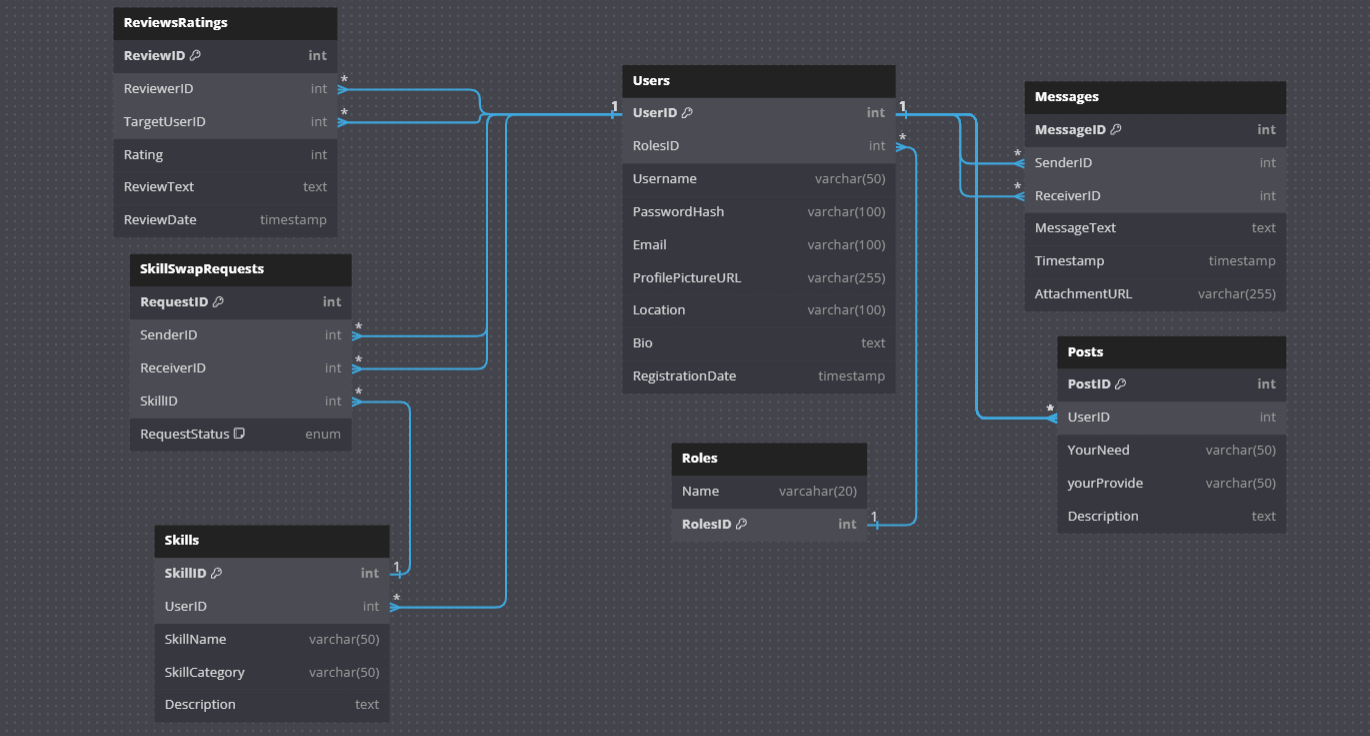 ReviewsRatings
ReviewID int
ReviewerID int *
TargetUserID int *
Rating int
ReviewText text
ReviewDate timestamp
SkillSwapRequests
RequestID int
SenderID int *
ReceiverID int *
SkillID int *
RequestStatus enum
Skills
SkillID int 1
UserID int *
SkillName varchar(50)
SkillCategory varchar(50)
Description text
Users
1 UserID int 1
RolesID int *
Username varchar(50)
PasswordHash varchar(100)
Email varchar(100)
ProfilePictureURL varchar(255)
Location varchar(100)
Bio text
RegistrationDate timestamp
Roles
Name varcahar(20)
RolesID int 1
Messages
MessageID int
* SenderID int
* ReceiverID int
MessageText text
Timestamp timestamp
AttachmentURL varchar(255)
Posts
PostID int
* UserID int
YourNeed varchar(50)
yourProvide varchar(50)
Description text